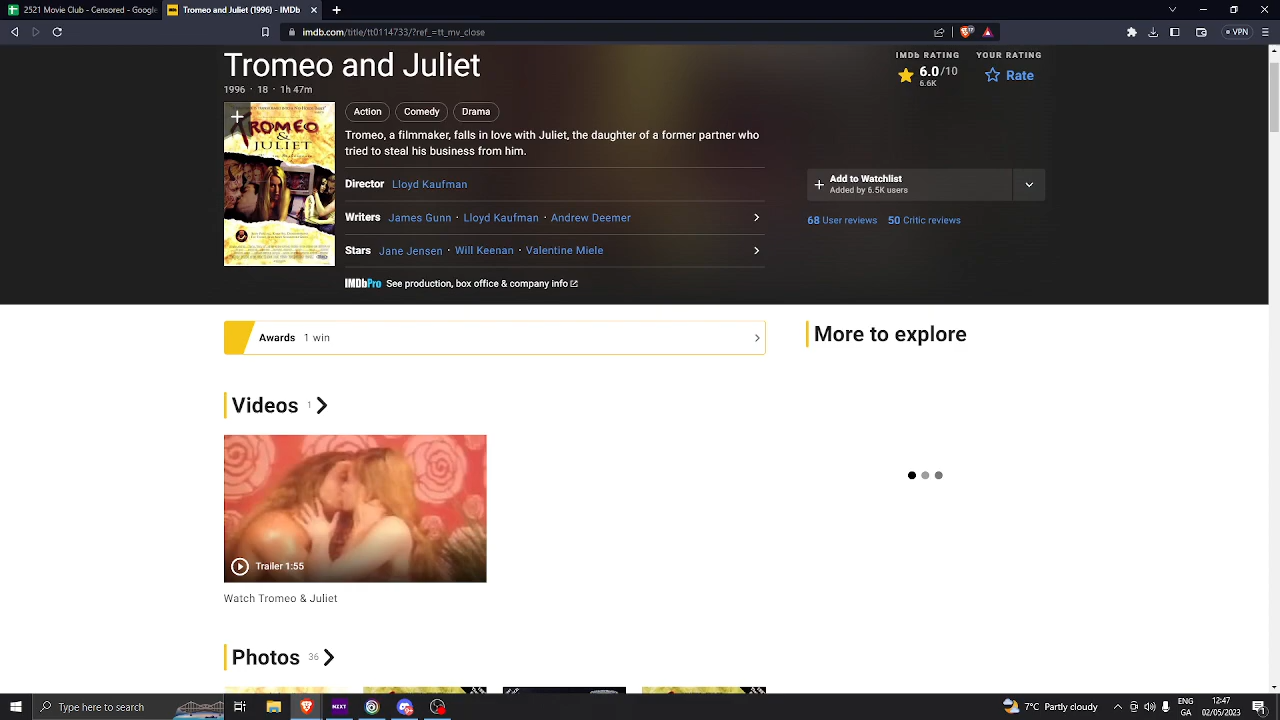 2521 Movie Club - Censored - Google
Tromeo and Juliet (1996) - IMDb
imdb.com/title/tt0114733/?ref_=tt_mv_close
VPN
Tromeo and Juliet
1996 · 18 · 1h 47m
IMDb RATING
6.0/10
6.6K
YOUR RATING
Rate
ROMEO
&
JULIET
Action
Comedy
Drama
Tromeo, a filmmaker, falls in love with Juliet, the daughter of a former partner who
tried to steal his business from him.
Director Lloyd Kaufman
Writers James Gunn · Lloyd Kaufman · Andrew Deemer
Stars Jane Jensen · Will Keenan
IMDbPro See production, box office & company info
Add to Watchlist
Added by 6.5K users
68 User reviews 50 Critic reviews
Awards 1 win
More to explore
Videos 1
Trailer 1:55
Watch Tromeo & Juliet
Photos 36
Type here to search
NEXT
7°C Partly cloudy
ENG
GA
12:47
02/05/2023